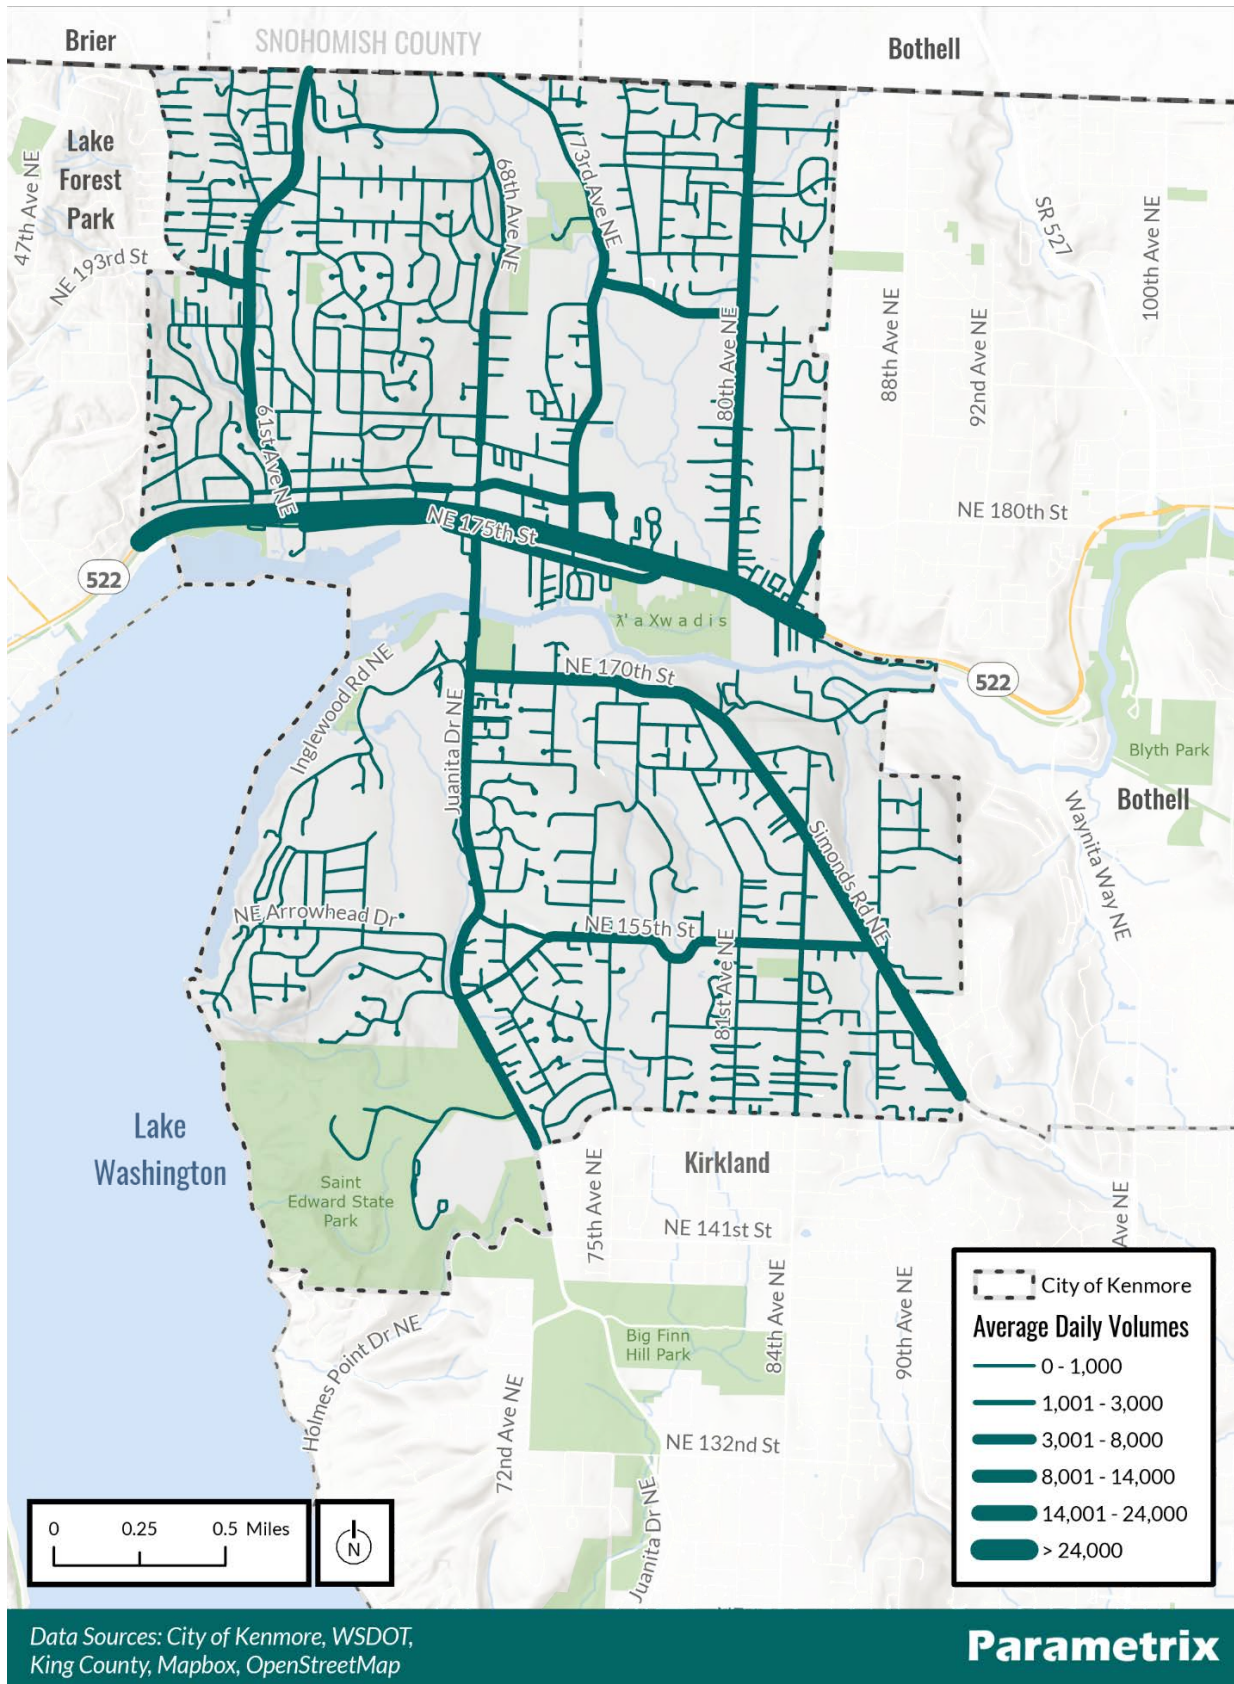 Brier
SNOHOMISH COUNTY
Bothell
Lake
Forest
Park
47th Ave NE
NE 193rd St
68th Ave NE
73rd Ave NE
SR 527
100th Ave NE
88th Ave NE
92nd Ave NE
80th Ave NE
61st Ave NE
NE 175th St
NE 180th St
522
ƛ' a Xw a d i s
522
NE 170th St
Inglewood Rd NE
Juanita Dr NE
Blyth Park
Bothell
Waynita Way NE
Simonds Rd NE
NE Arrowhead Dr
NE 155th St
81st Ave NE
Lake
Washington
Saint
Edward State
Park
Kirkland
75th Ave NE
NE 141st St
Ave NE
84th Ave NE
90th Ave NE
Big Finn
Hill Park
Holmes Point Dr NE
72nd Ave NE
NE 132nd St
Juanita Dr NE
City of Kenmore
Average Daily Volumes
0 - 1,000
1,001 - 3,000
3,001 - 8,000
8,001 - 14,000
14,001 - 24,000
> 24,000
0 0.25 0.5 Miles
N
Data Sources: City of Kenmore, WSDOT,
King County, Mapbox, OpenStreetMap
Parametrix